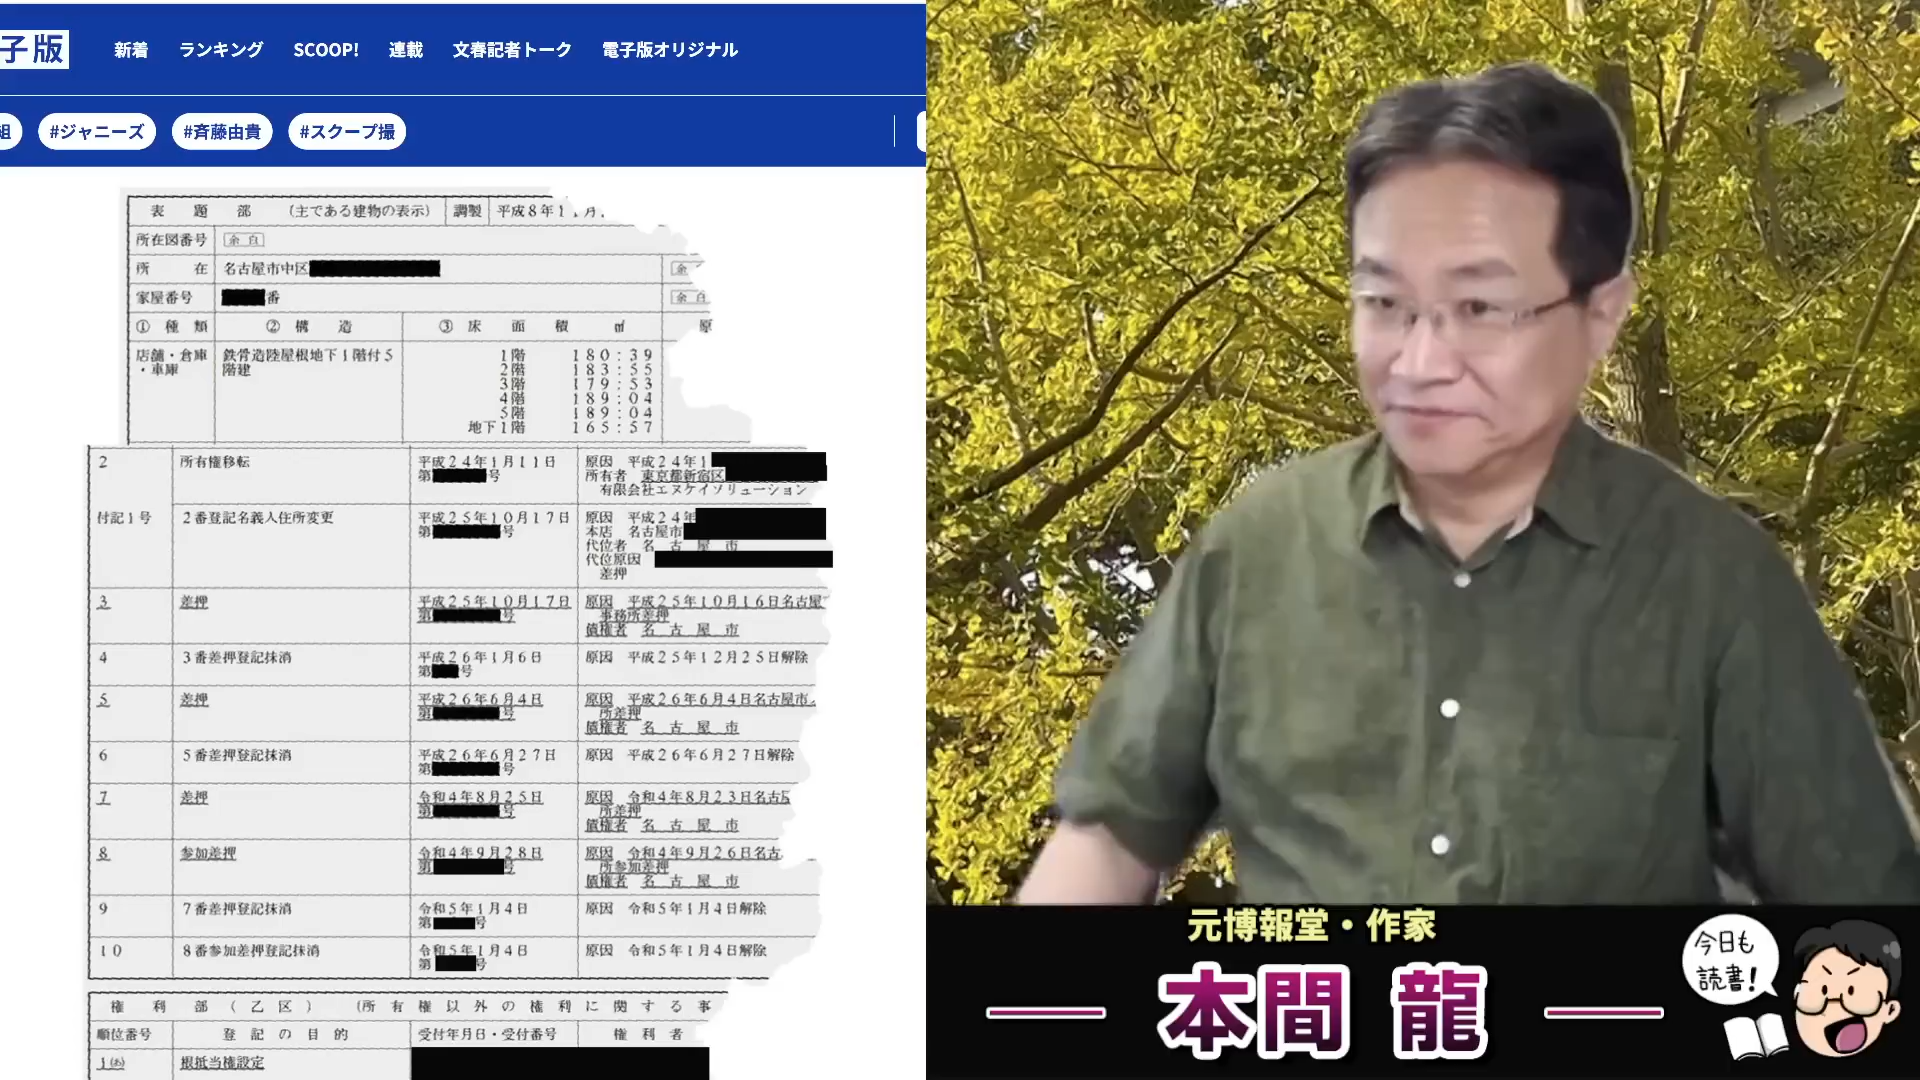 子版
新着 ランキング SCOOP! 連載 文春記者トーク 電子版オリジナル
組 #ジャニーズ #斉藤由貴 #スクープ撮
表 題 部 （主である建物の表示） 調製 平成8年1
所在図番号 余白
所 在 名古屋市中区 余
家屋番号 番 余白
① 種 類 ② 構 造 ③ 床 面 積 ㎡ 原
店舗・倉庫・車庫 鉄骨造陸屋根地下1階付5階建
1階 180:39
2階 183:55
3階 179:53
4階 189:04
5階 189:04
地下1階 165:57
2 所有権移転 平成24年1月11日 原因 平成24年1
第 号 所有者 東京都新宿区
有限会社エヌケイソリューション
付記1号 2番登記名義人住所変更 平成25年10月17日 原因 平成24年
第 号 本店 名古屋市
代位者 名古屋市
代位原因
差押
3 差押 平成25年10月17日 原因 平成25年10月16日名古屋
第 号 事務所差押
債権者 名古屋市
4 3番差押登記抹消 平成26年1月6日 原因 平成25年12月25日解除
第 号
5 差押 平成26年6月4日 原因 平成26年6月4日名古屋市
第 号 所差押
債権者 名古屋市
6 5番差押登記抹消 平成26年6月27日 原因 平成26年6月27日解除
第 号
7 差押 令和4年8月25日 原因 令和4年8月23日名古
第 号 所差押
債権者 名古屋市
8 参加差押 令和4年9月28日 原因 令和4年9月26日名古
第 号 所参加差押
債権者 名古屋市
9 7番差押登記抹消 令和5年1月4日 原因 令和5年1月4日解除
第 号
10 8番参加差押登記抹消 令和5年1月4日 原因 令和5年1月4日解除
第 号
権 利 部 （ 乙 区 ） （所 有 権 以 外 の 権 利 に 関 す る 事
順位番号 登 記 の 目 的 受付年月日・受付番号 権 利 者
1(あ) 根抵当権設定
元博報堂・作家
本間 龍
今日も
読書!